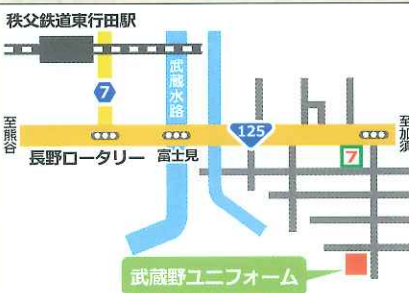 秩父鉄道東行田駅
7
武蔵水路
125
至熊谷
至加須
長野ロータリー
富士見
7
武蔵野ユニフォーム